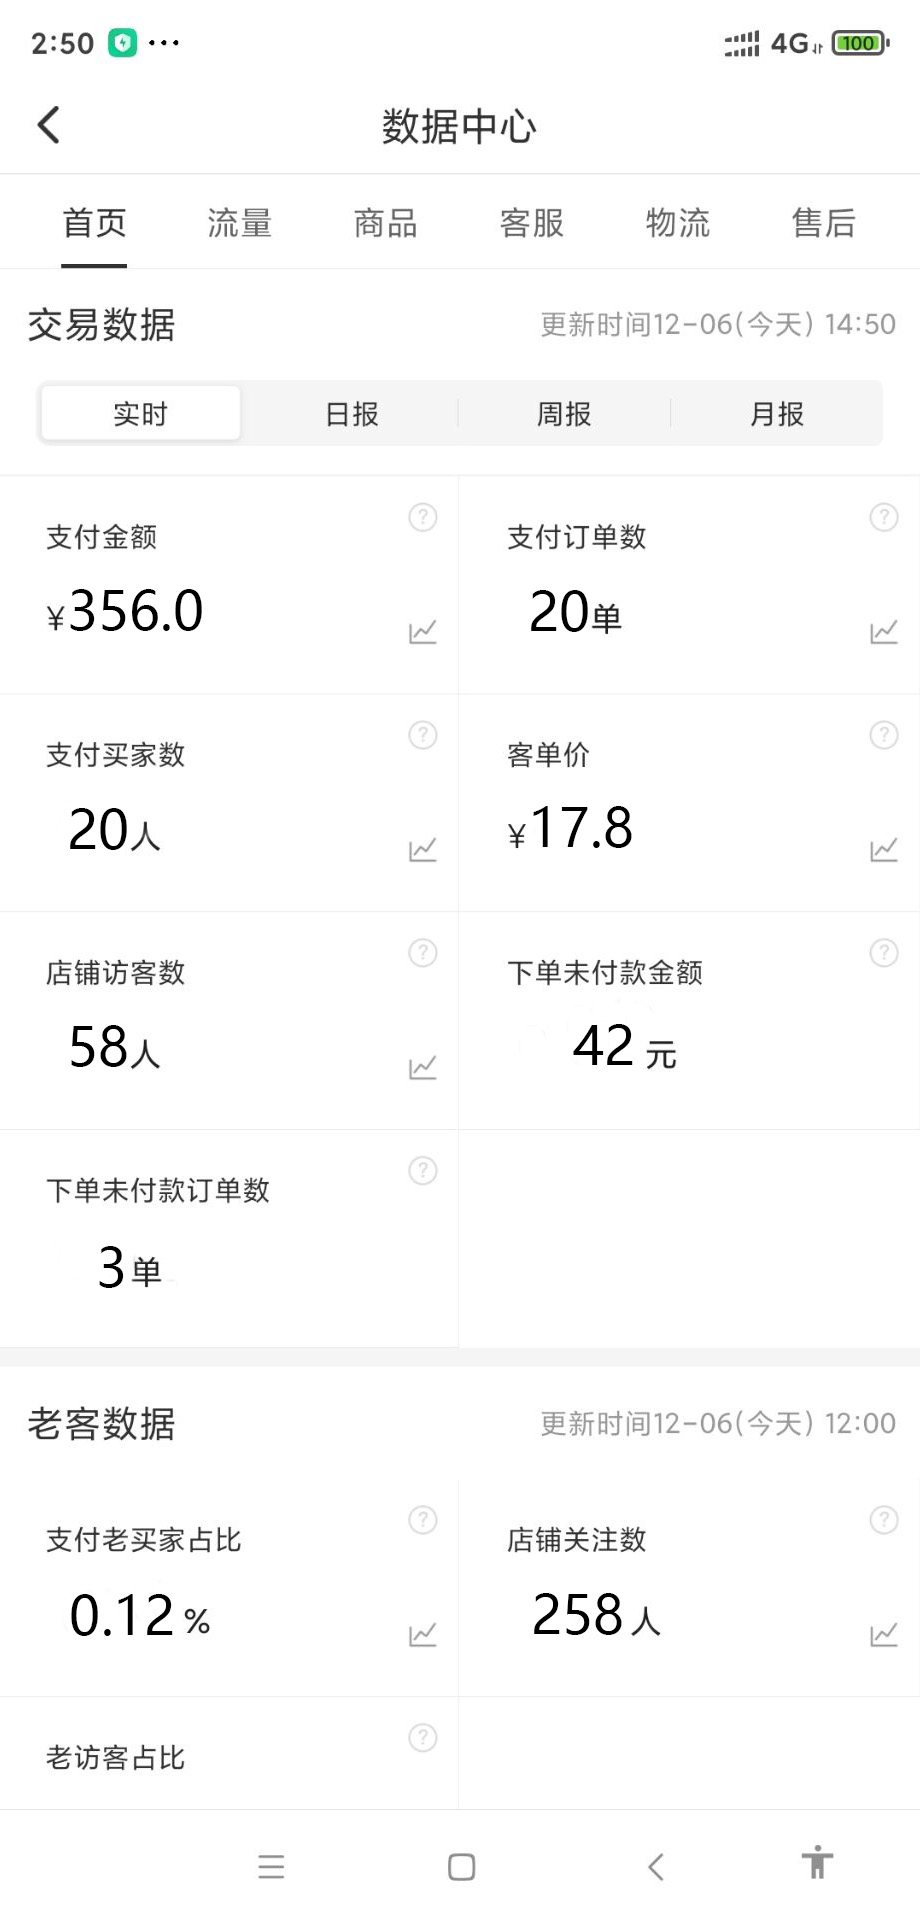 2:50 ... 4G 100
数据中心
首页 流量 商品 客服 物流 售后
交易数据 更新时间12-06(今天) 14:50
实时 日报 周报 月报
支付金额 ? 支付订单数 ?
¥356.0 20单
支付买家数 ? 客单价 ?
20人 ¥17.8
店铺访客数 ? 下单未付款金额 ?
58人 42 元
下单未付款订单数 ?
3单
老客数据 更新时间12-06(今天) 12:00
支付老买家占比 ? 店铺关注数 ?
0.12 % 258人
老访客占比 ?